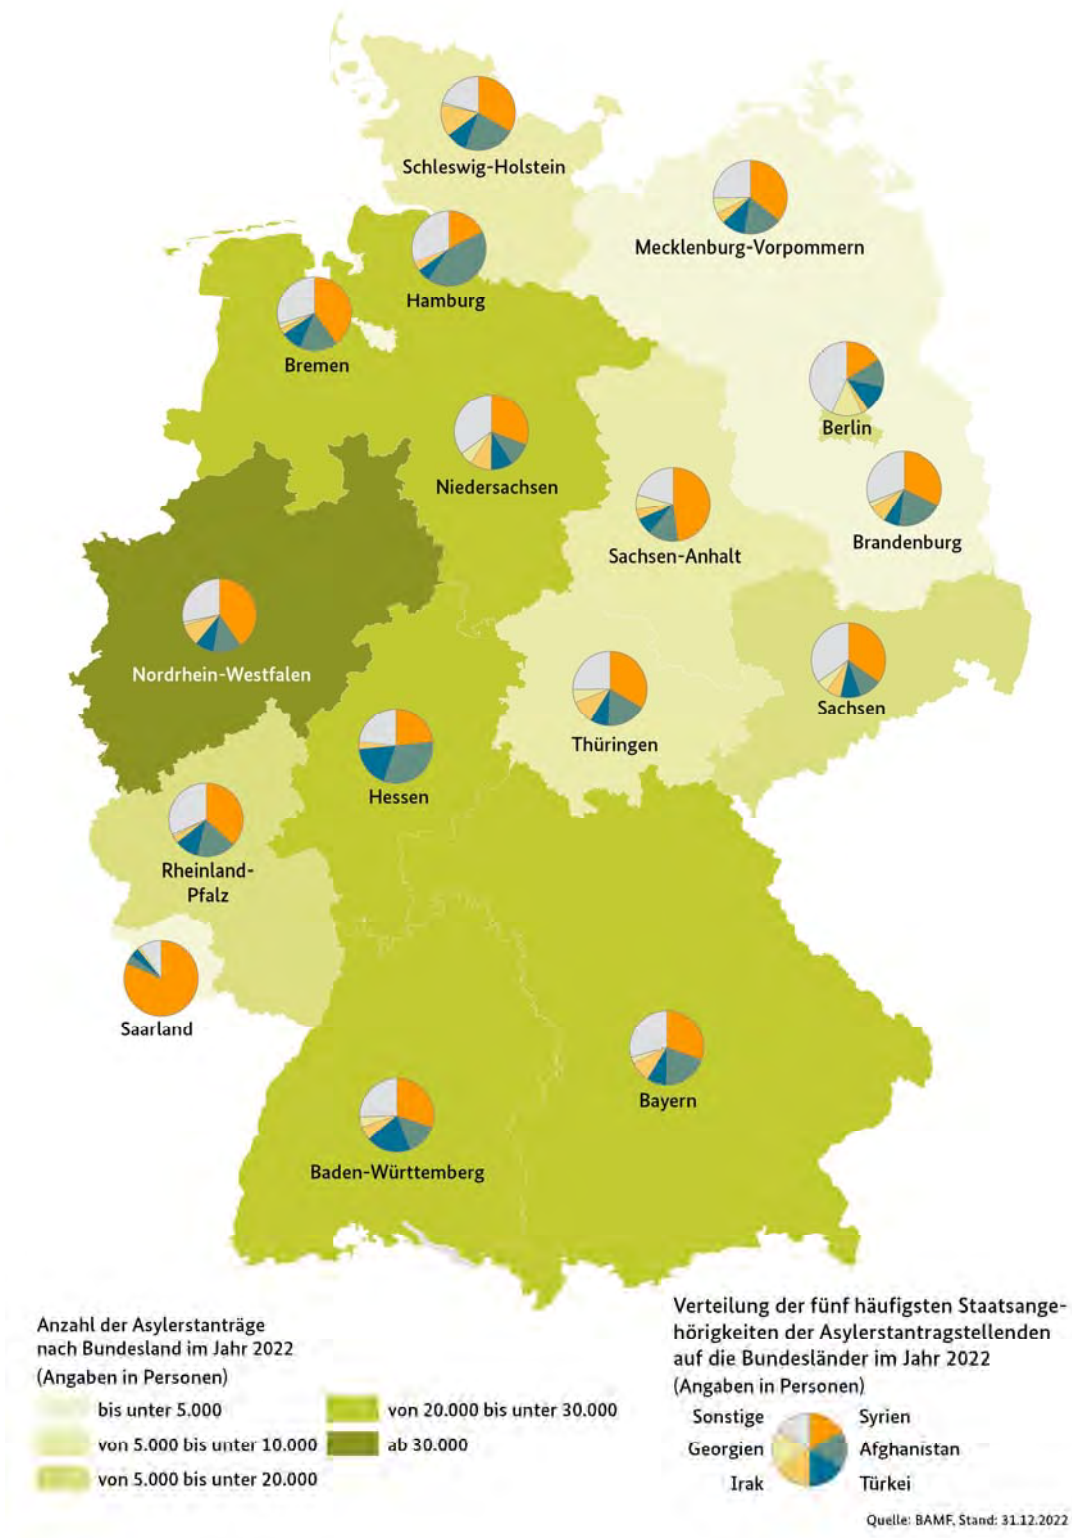 Schleswig-Holstein
Mecklenburg-Vorpommern
Hamburg
Bremen
Berlin
Niedersachsen
Brandenburg
Sachsen-Anhalt
Nordrhein-Westfalen
Sachsen
Thüringen
Hessen
Rheinland-
Pfalz
Saarland
Bayern
Baden-Württemberg
Anzahl der Asylerstanträge
nach Bundesland im Jahr 2022
(Angaben in Personen)
bis unter 5.000
von 5.000 bis unter 10.000
von 5.000 bis unter 20.000
von 20.000 bis unter 30.000
ab 30.000
Verteilung der fünf häufigsten Staatsange-
hörigkeiten der Asylerstantragstellenden
auf die Bundesländer im Jahr 2022
(Angaben in Personen)
Sonstige
Syrien
Georgien
Afghanistan
Irak
Türkei
Quelle: BAMF, Stand: 31.12.2022